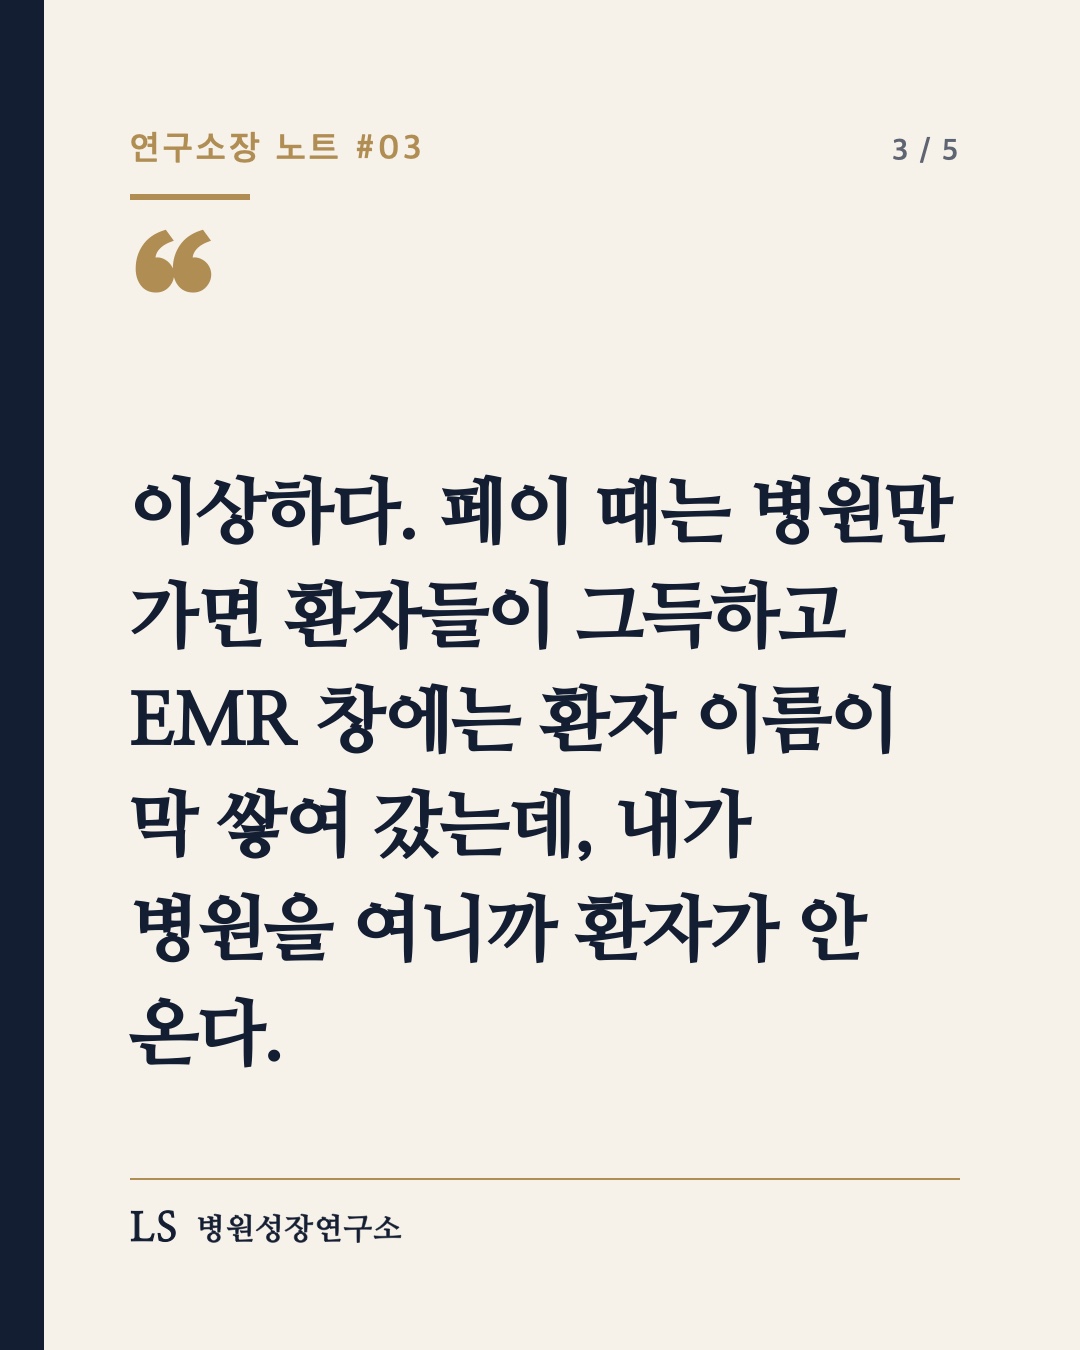 연구소장 노트 #03
3 / 5
“
이상하다. 페이 때는 병원만
가면 환자들이 그득하고
EMR 창에는 환자 이름이
막 쌓여 갔는데, 내가
병원을 여니까 환자가 안
온다.
LS 병원성장연구소